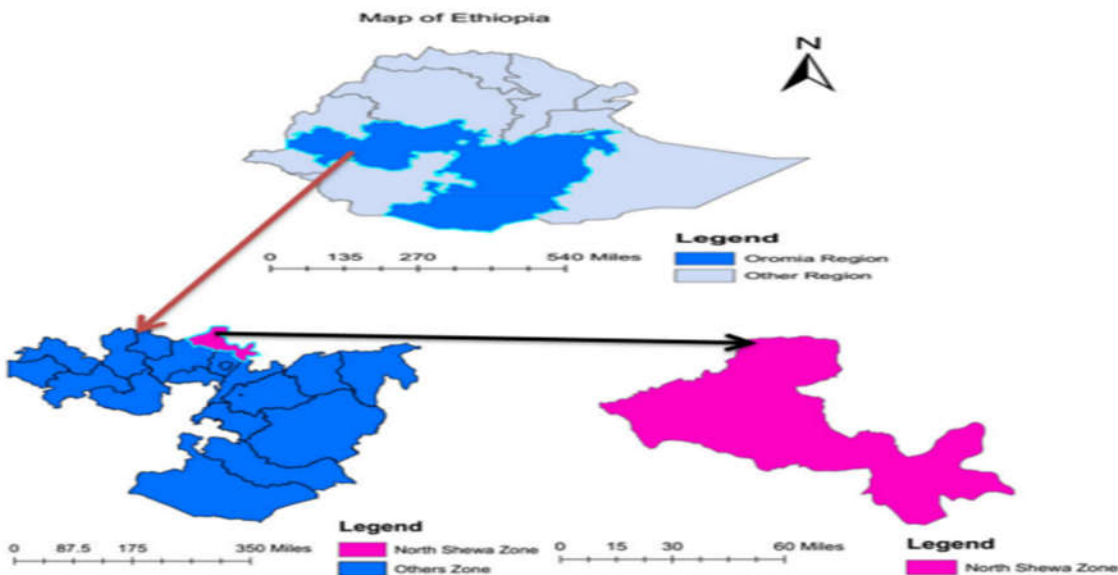 Map of Ethiopia
N
Legend
Oromia Region
Other Region
0 135 270 540 Miles
Legend
North Shewa Zone
Others Zone
0 87.5 175 350 Miles
0 15 30 60 Miles
Legend
North Shewa Zone